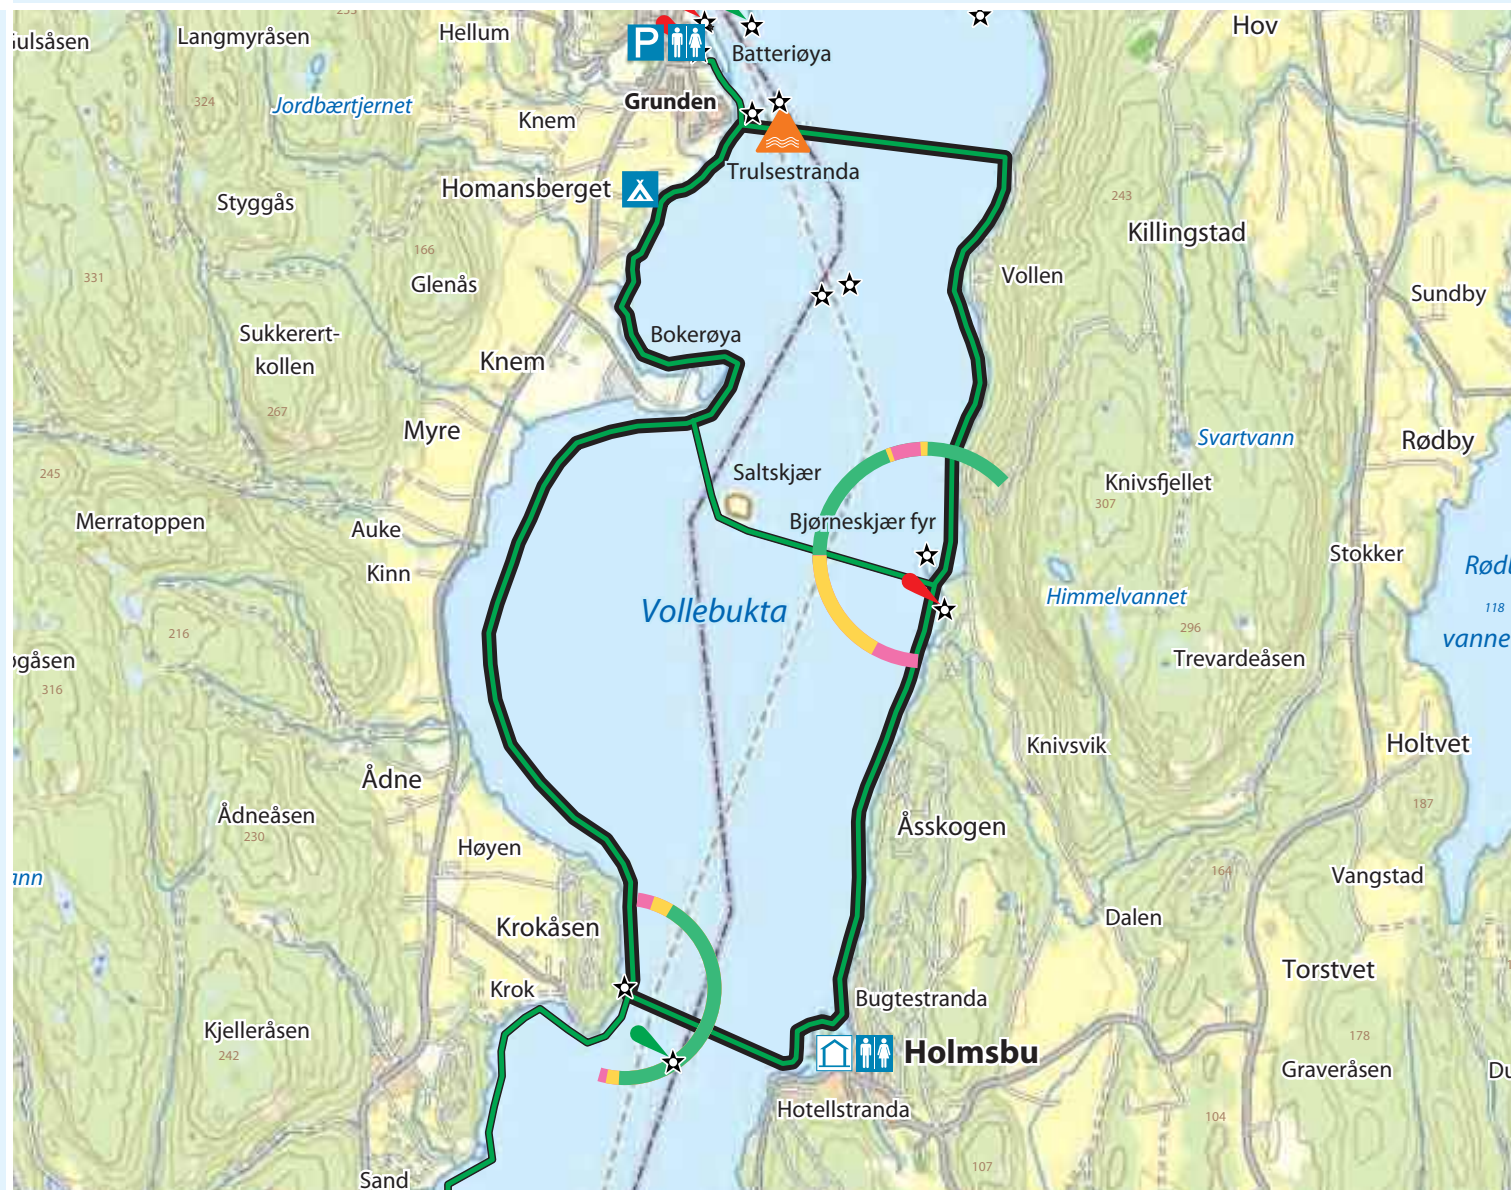 Langmyråsen
Hellum
Hov
P
Batteriøya
324
Jordbærtjernet
Grunden
Knem
Trulsestranda
Homansberget
Styggås
243
Killingstad
166
Glenås
331
Vollen
Sundby
Sukkerert-
kollen
Bokerøya
Knem
267
Myre
Svartvann
Rødby
245
Saltskjær
Knivsfjellet
307
Merratoppen
Auke
Bjørneskjær fyr
Stokker
Kinn
Himmelvannet
118
Vollebukta
216
296
Trevardeåsen
316
Knivsvik
Holtvet
Ådne
187
Ådneåsen
230
Åsskogen
Høyen
164
Vangstad
Krokåsen
Dalen
Torstvet
Krok
Bugtestranda
Kjelleråsen
242
178
Holmsbu
Graveråsen
Hotellstranda
104
107
Sand